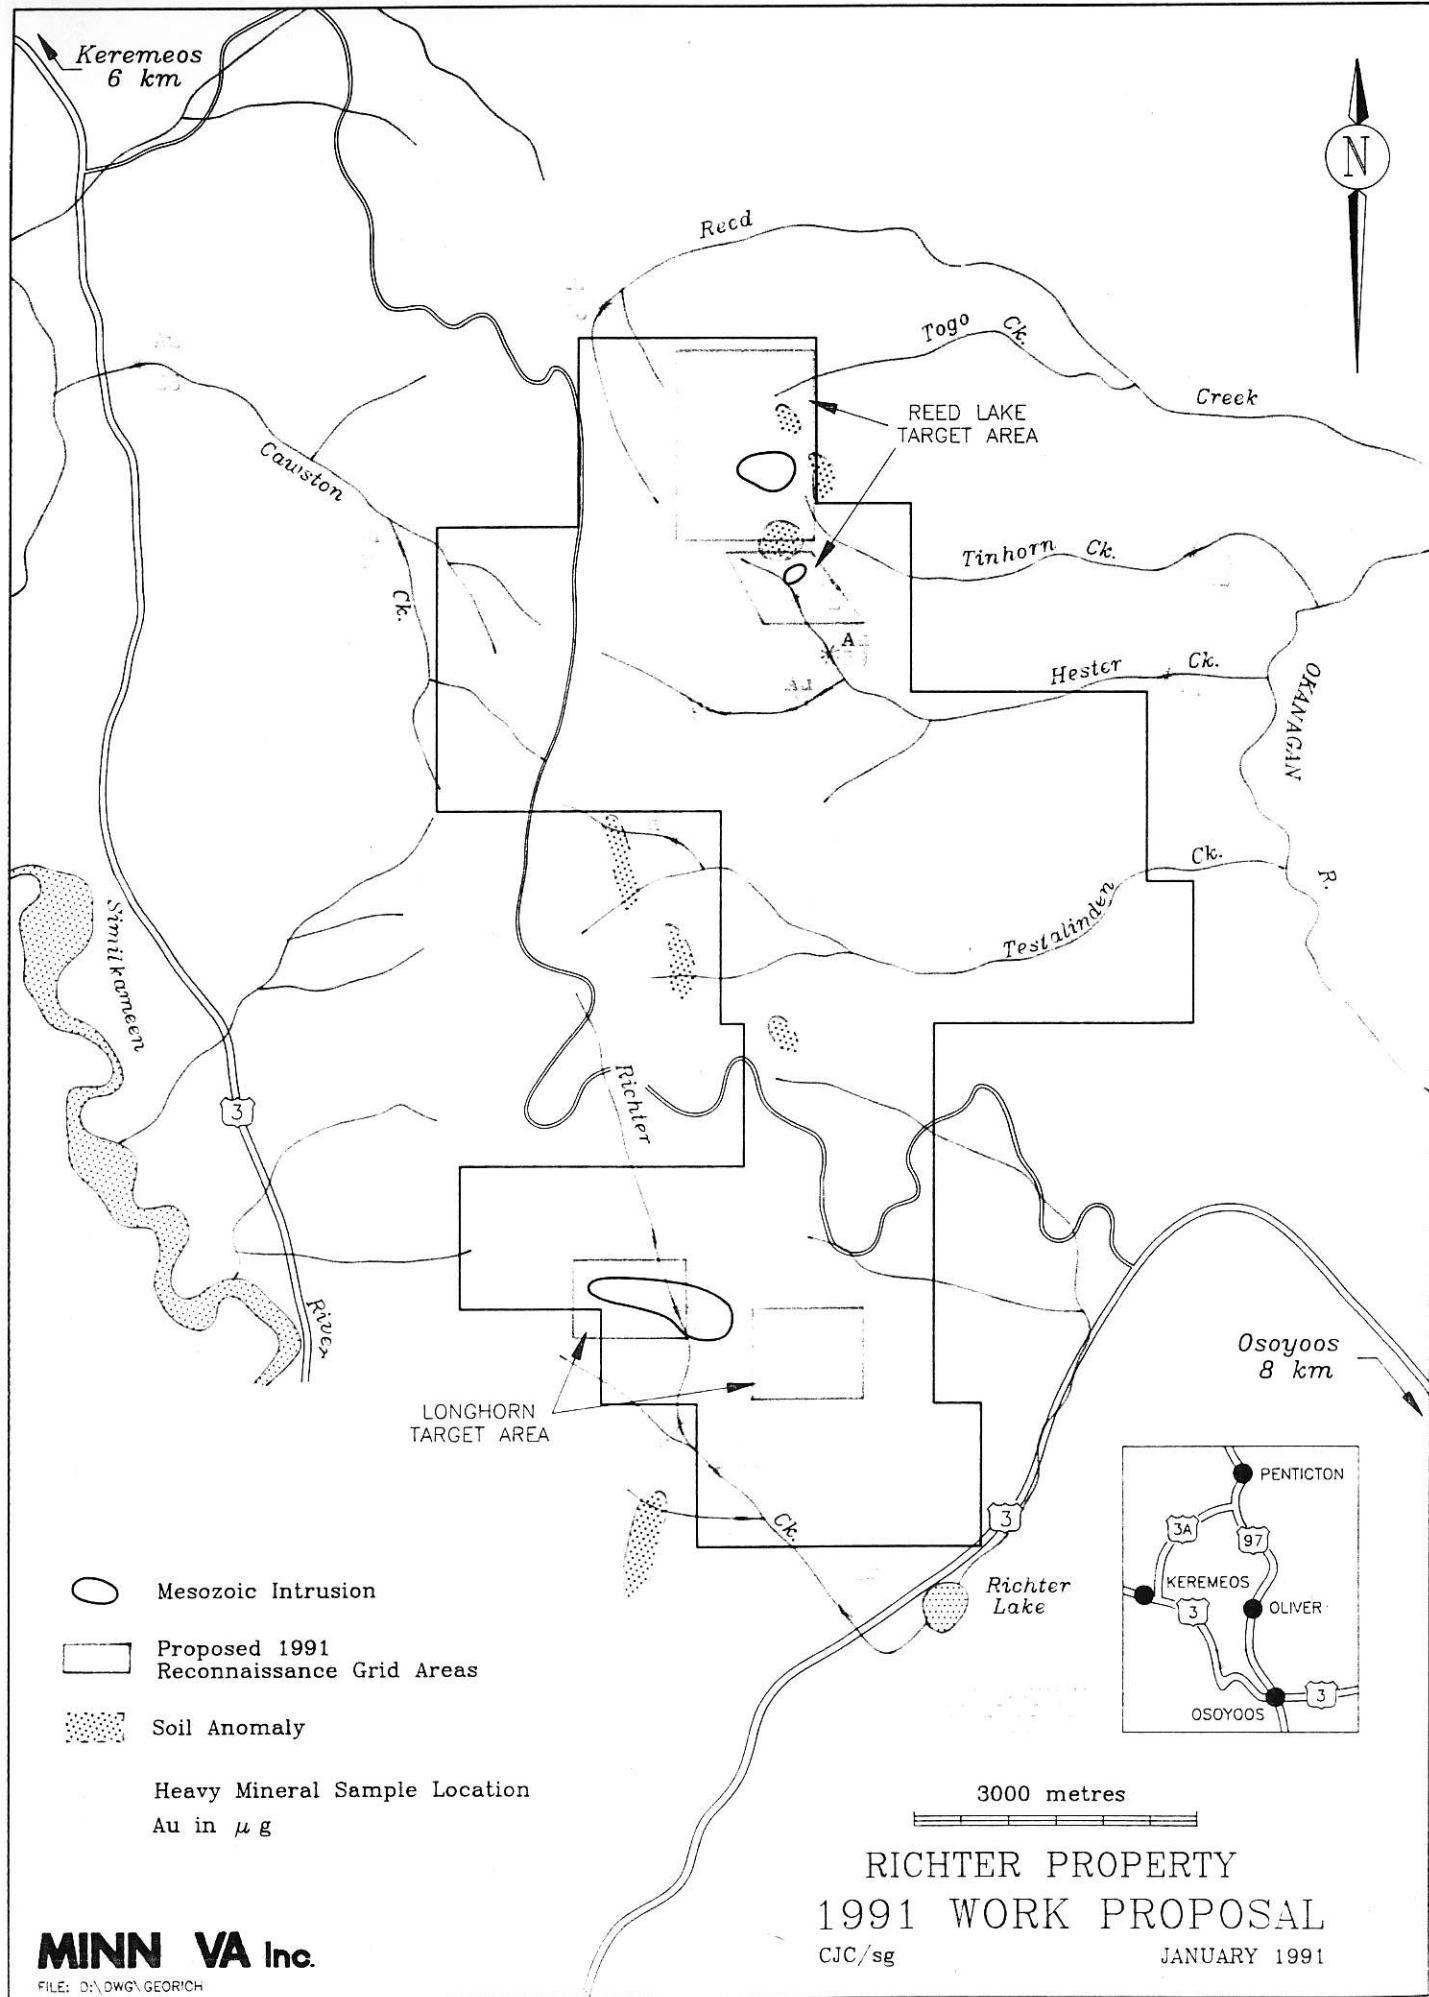 Keremeos
6 km
N
Reed
Togo Ck.
Creek
REED LAKE
TARGET AREA
Cawston
Ck.
Tinhorn Ck.
A
Hester Ck.
OKANAGAN
R.
Ck.
Testalinden
Similkameen
3
Richter
River
Osoyoos
8 km
LONGHORN
TARGET AREA
PENTICTON
3A
97
KEREMEOS
3
OLIVER
3
OSOYOOS
3
Ck.
Richter
Lake
Mesozoic Intrusion
Proposed 1991
Reconnaissance Grid Areas
Soil Anomaly
Heavy Mineral Sample Location
Au in μ g
3000 metres
RICHTER PROPERTY
1991 WORK PROPOSAL
CJC/sg JANUARY 1991
MINN VA Inc.
FILE: D:\DWG\GEORICH